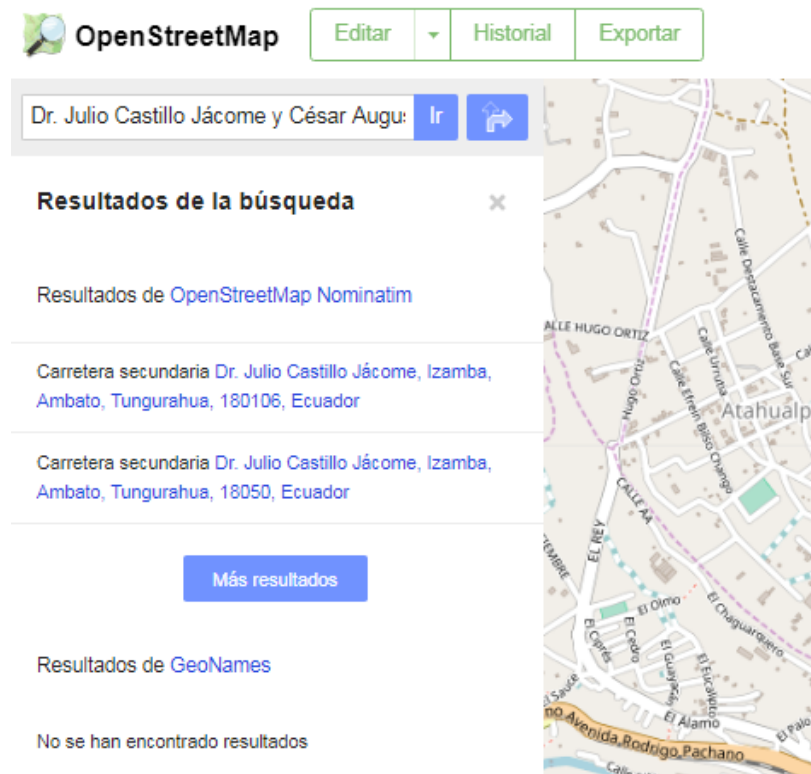 OpenStreetMap
Editar
Historial
Exportar
Dr. Julio Castillo Jácome y César Augu
Ir
Resultados de la búsqueda
×
Resultados de OpenStreetMap Nominatim
Carretera secundaria Dr. Julio Castillo Jácome, Izamba,
Ambato, Tungurahua, 180106, Ecuador
Carretera secundaria Dr. Julio Castillo Jácome, Izamba,
Ambato, Tungurahua, 18050, Ecuador
Más resultados
Resultados de GeoNames
No se han encontrado resultados
Calle Destacamento Base Sur
ALLE HUGO ORTIZ
Hugo Ortiz
Calle Urrutia
Calle Efrein Bilso Chango
Atahualp
CALLE AA
EL REY
El Olmo
El Chaguarquero
El Ciprés
El Cedro
El Guayacán
El Eucalipto
El Sauce
El Álamo
El Palo
Avenida Rodrigo Pachano